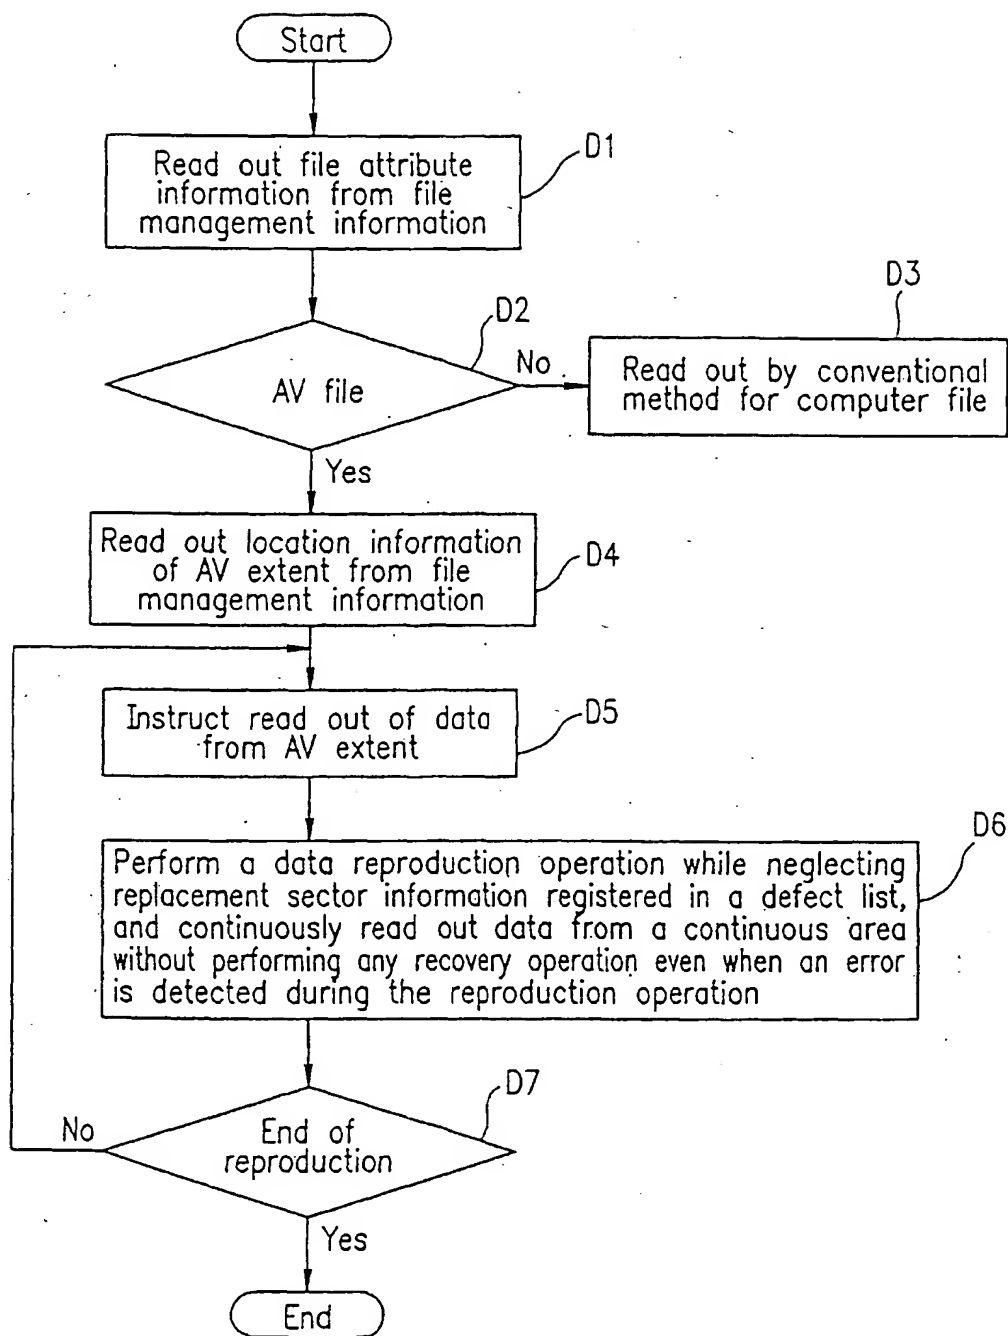 Start
Read out file attribute
information from file
management information
D1
D2
AV file
No
D3
Read out by conventional
method for computer file
Yes
Read out location information
of AV extent from file
management information
D4
Instruct read out of data
from AV extent
D5
D6
Perform a data reproduction operation while neglecting
replacement sector information registered in a defect list,
and continuously read out data from a continuous area
without performing any recovery operation even when an error
is detected during the reproduction operation
D7
No
End of
reproduction
Yes
End